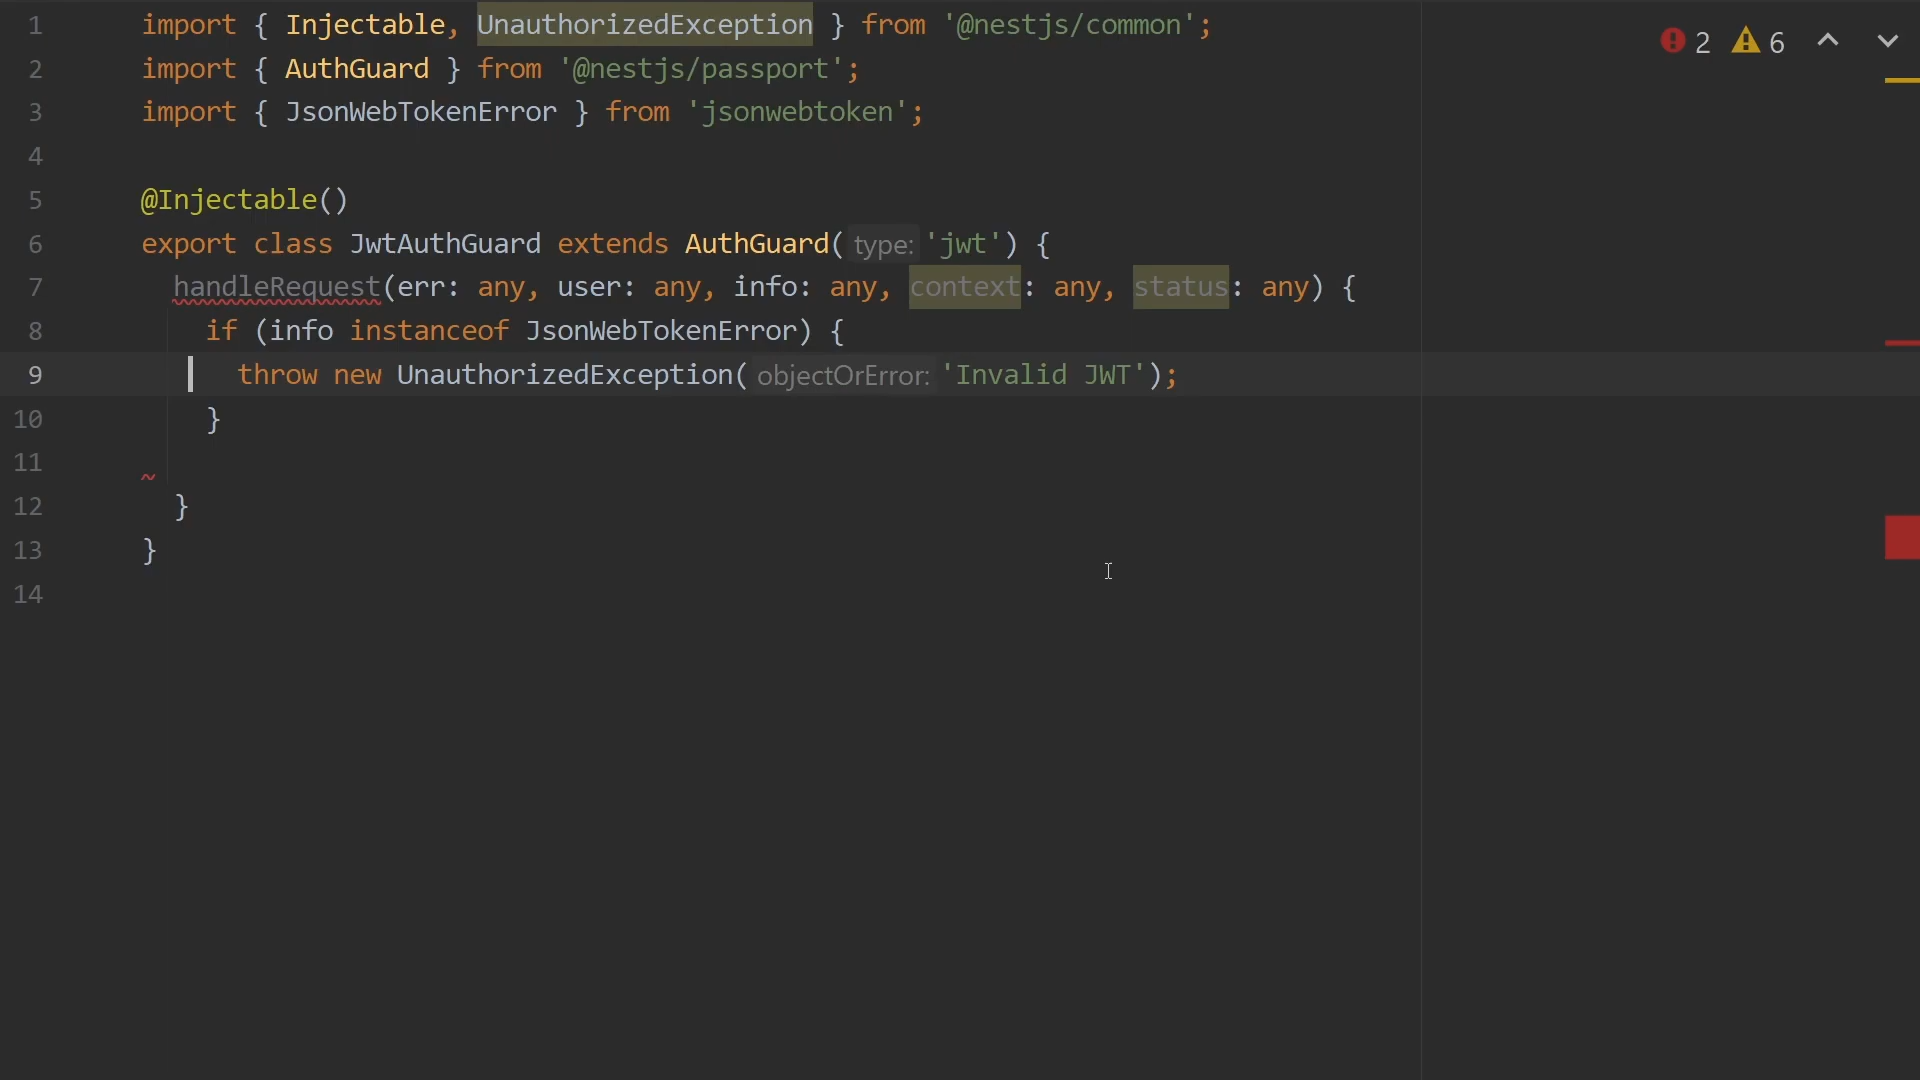 1 import { Injectable, UnauthorizedException } from '@nestjs/common';
2 import { AuthGuard } from '@nestjs/passport';
3 import { JsonWebTokenError } from 'jsonwebtoken';
4
5 @Injectable()
6 export class JwtAuthGuard extends AuthGuard( type: 'jwt') {
7 handleRequest(err: any, user: any, info: any, context: any, status: any) {
8 if (info instanceof JsonWebTokenError) {
9 throw new UnauthorizedException( objectOrError: 'Invalid JWT');
10 }
11
12 }
13 }
14
2 6